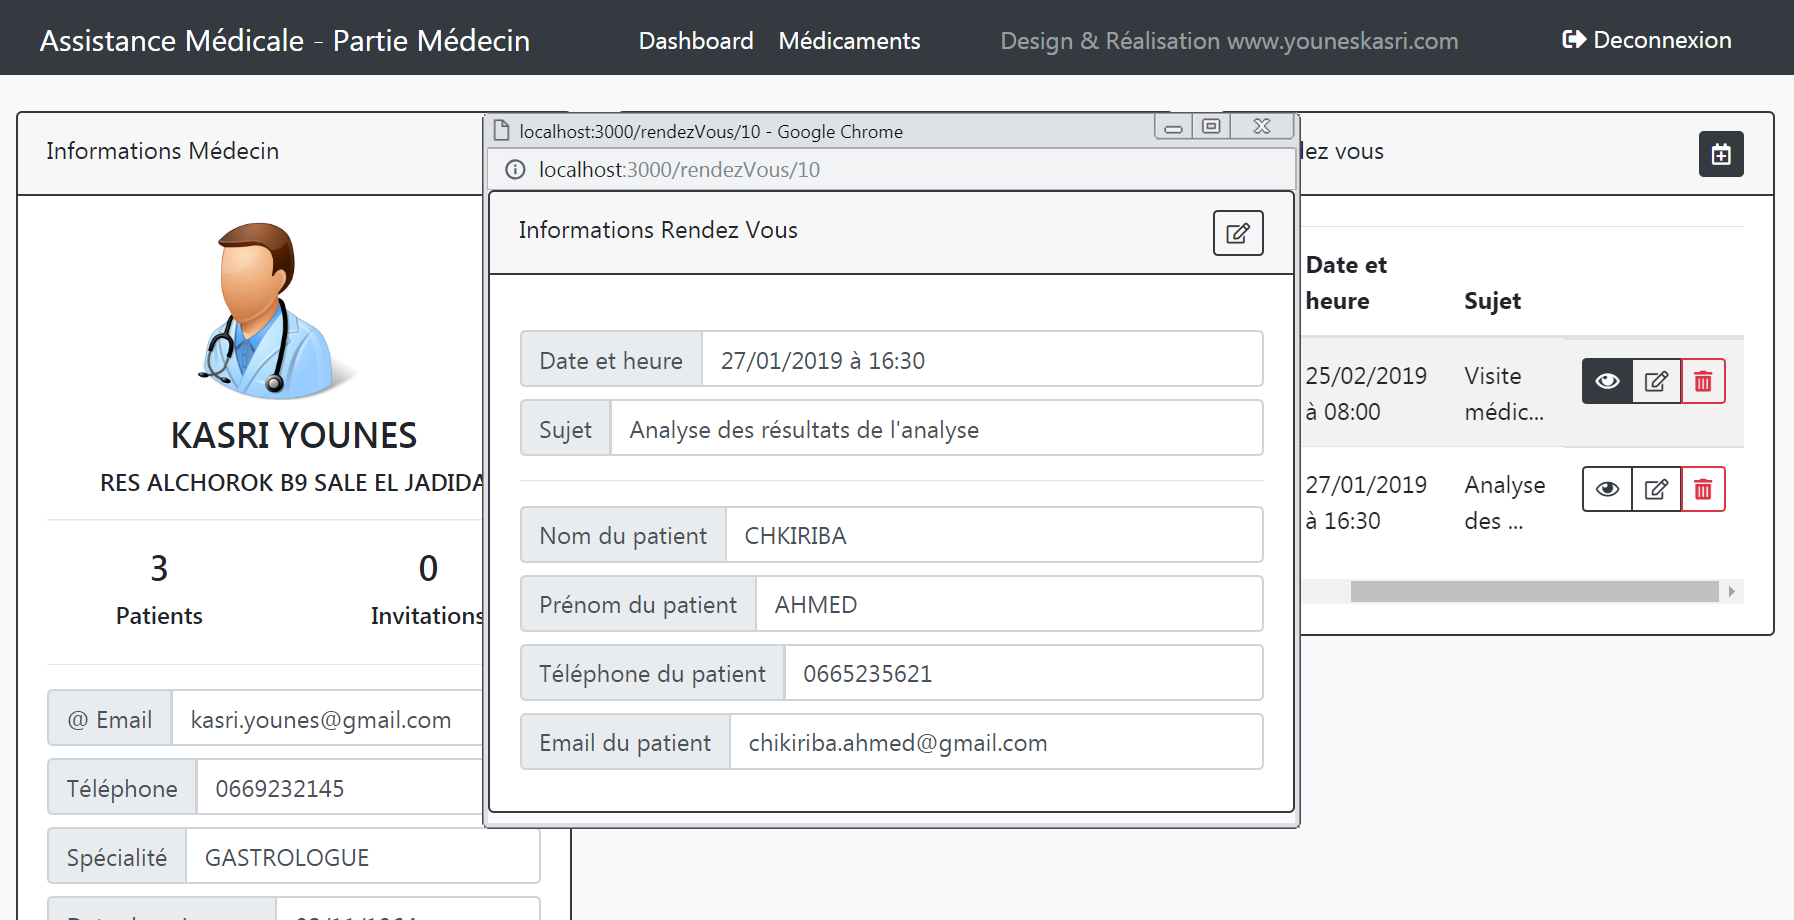 Assistance Médicale - Partie Médecin
Dashboard
Médicaments
Design & Réalisation www.youneskasri.com
Deconnexion
Informations Médecin
KASRI YOUNES
RES ALCHOROK B9 SALE EL JADIDA
3
Patients
0
Invitations
@ Email kasri.younes@gmail.com
Téléphone 0669232145
Spécialité GASTROLOGUE
localhost:3000/rendezVous/10 - Google Chrome
localhost:3000/rendezVous/10
Informations Rendez Vous
Date et heure 27/01/2019 à 16:30
Sujet Analyse des résultats de l'analyse
Nom du patient CHKIRIBA
Prénom du patient AHMED
Téléphone du patient 0665235621
Email du patient chikiriba.ahmed@gmail.com
vous
Date et
heure
Sujet
25/02/2019
à 08:00
Visite
médic...
27/01/2019
à 16:30
Analyse
des ...